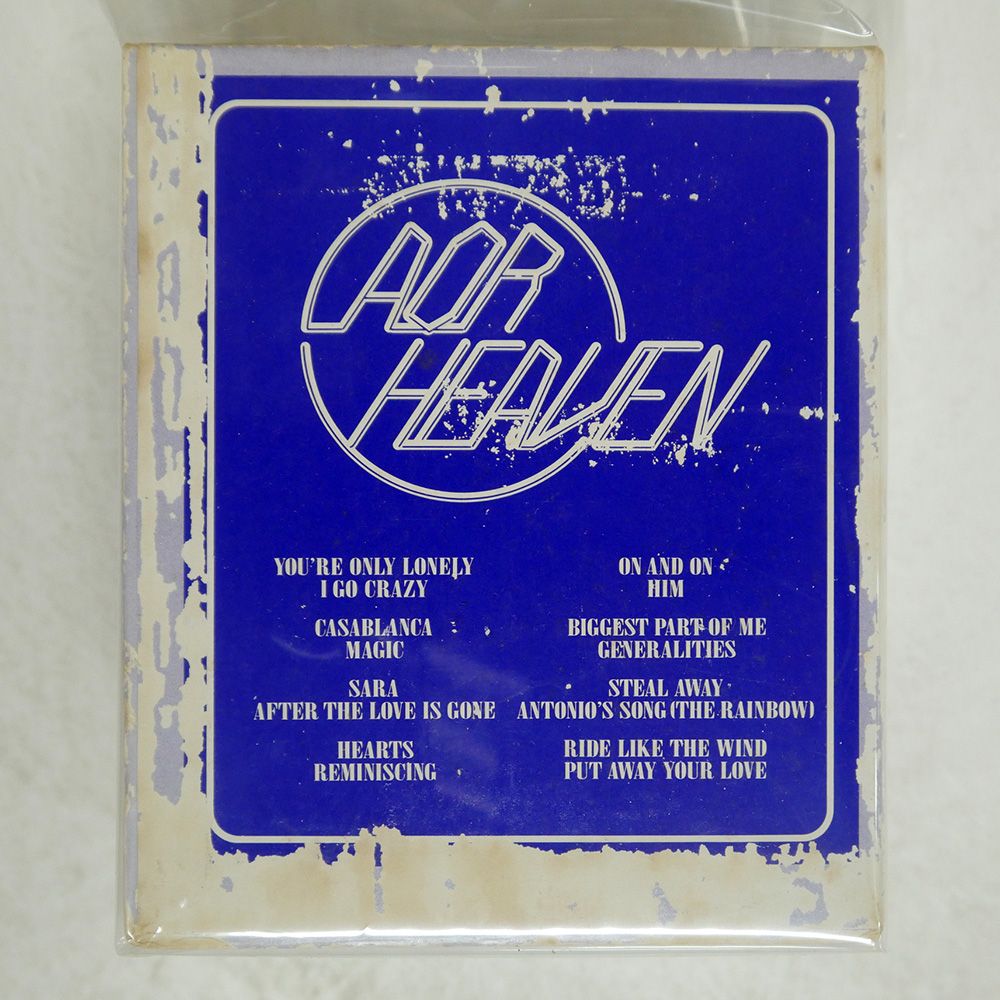 AOR
HEAVEN
YOU'RE ONLY LONELY
I GO CRAZY
CASABLANCA
MAGIC
SARA
AFTER THE LOVE IS GONE
HEARTS
REMINISCING
ON AND ON
HIM
BIGGEST PART OF ME
GENERALITIES
STEAL AWAY
ANTONIO'S SONG (THE RAINBOW)
RIDE LIKE THE WIND
PUT AWAY YOUR LOVE